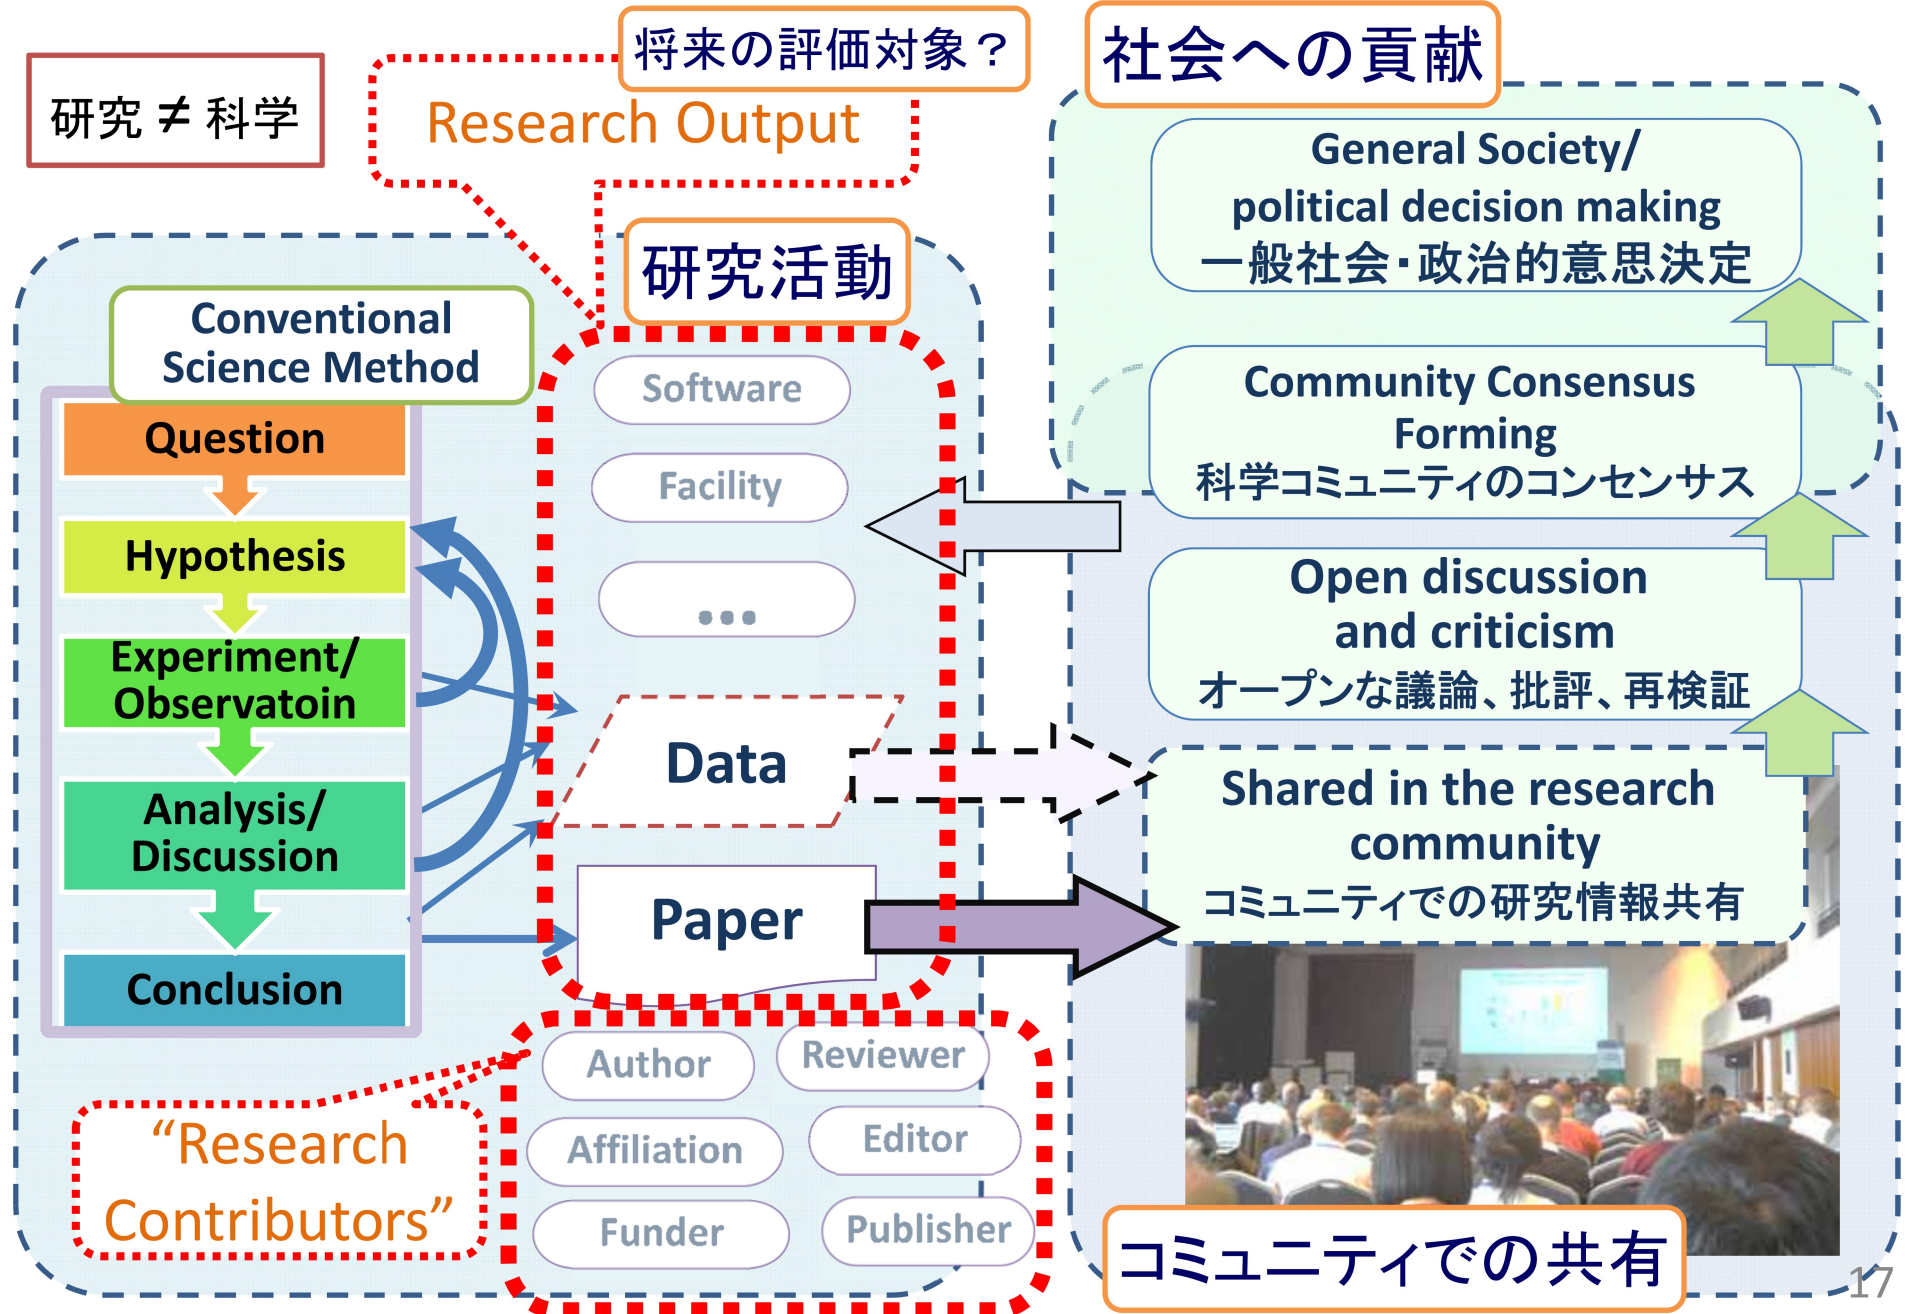 研究 ≠ 科学
将来の評価対象？
Research Output
社会への貢献
General Society/
political decision making
一般社会・政治的意思決定
研究活動
Conventional
Science Method
Question
Hypothesis
Experiment/
Observatoin
Analysis/
Discussion
Conclusion
Software
Facility
...
Data
Paper
Community Consensus
Forming
科学コミュニティのコンセンサス
Open discussion
and criticism
オープンな議論、批評、再検証
Shared in the research
community
コミュニティでの研究情報共有
“Research
Contributors”
Author
Reviewer
Affiliation
Editor
Funder
Publisher
コミュニティでの共有
17